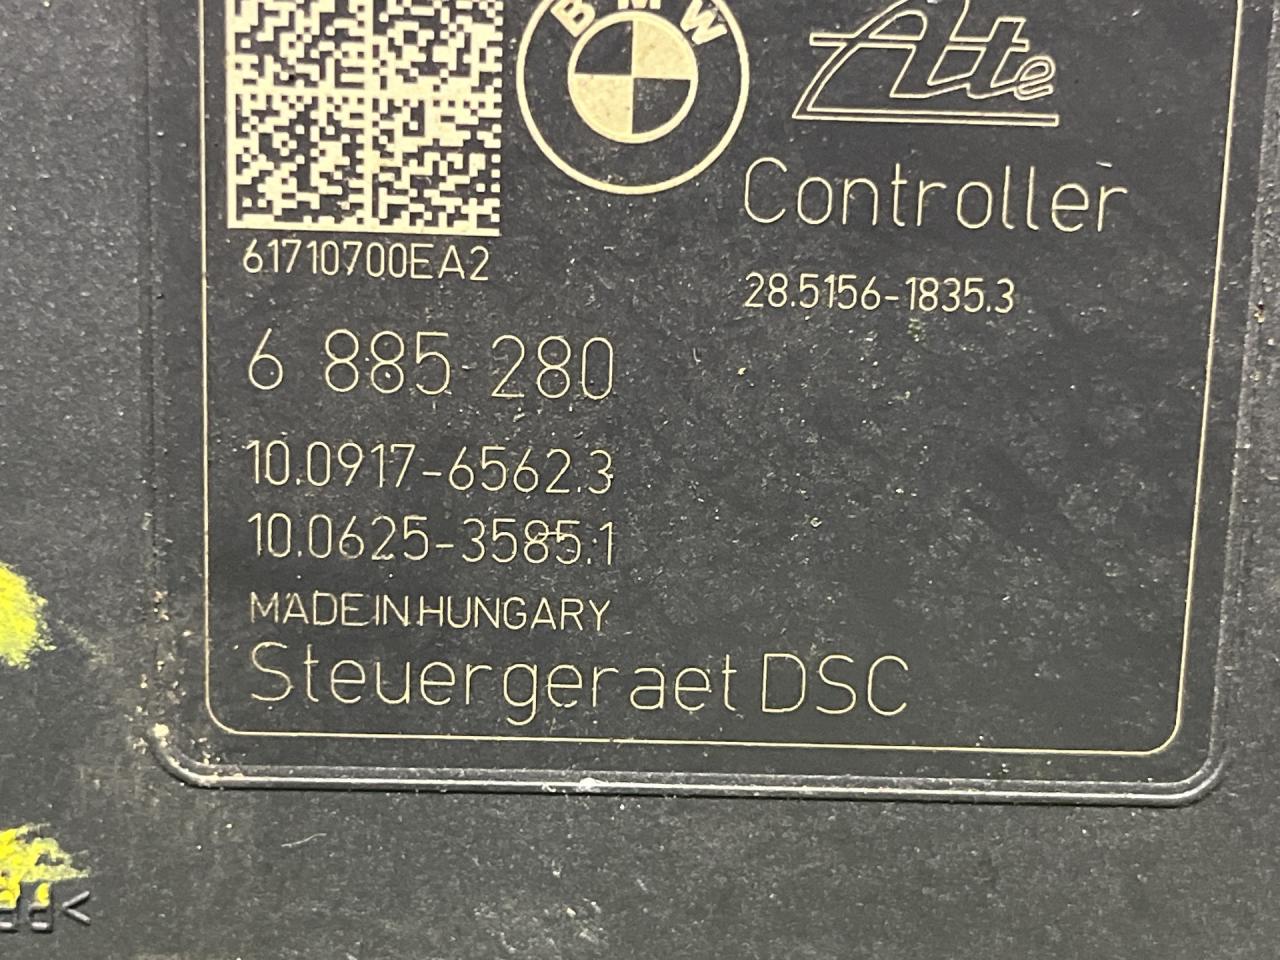 BMW
Ate
Controller
61710700EA2
28.5156-1835.3
6 885 280
10.0917-6562.3
10.0625-3585.1
MADE IN HUNGARY
Steuergeraet DSC